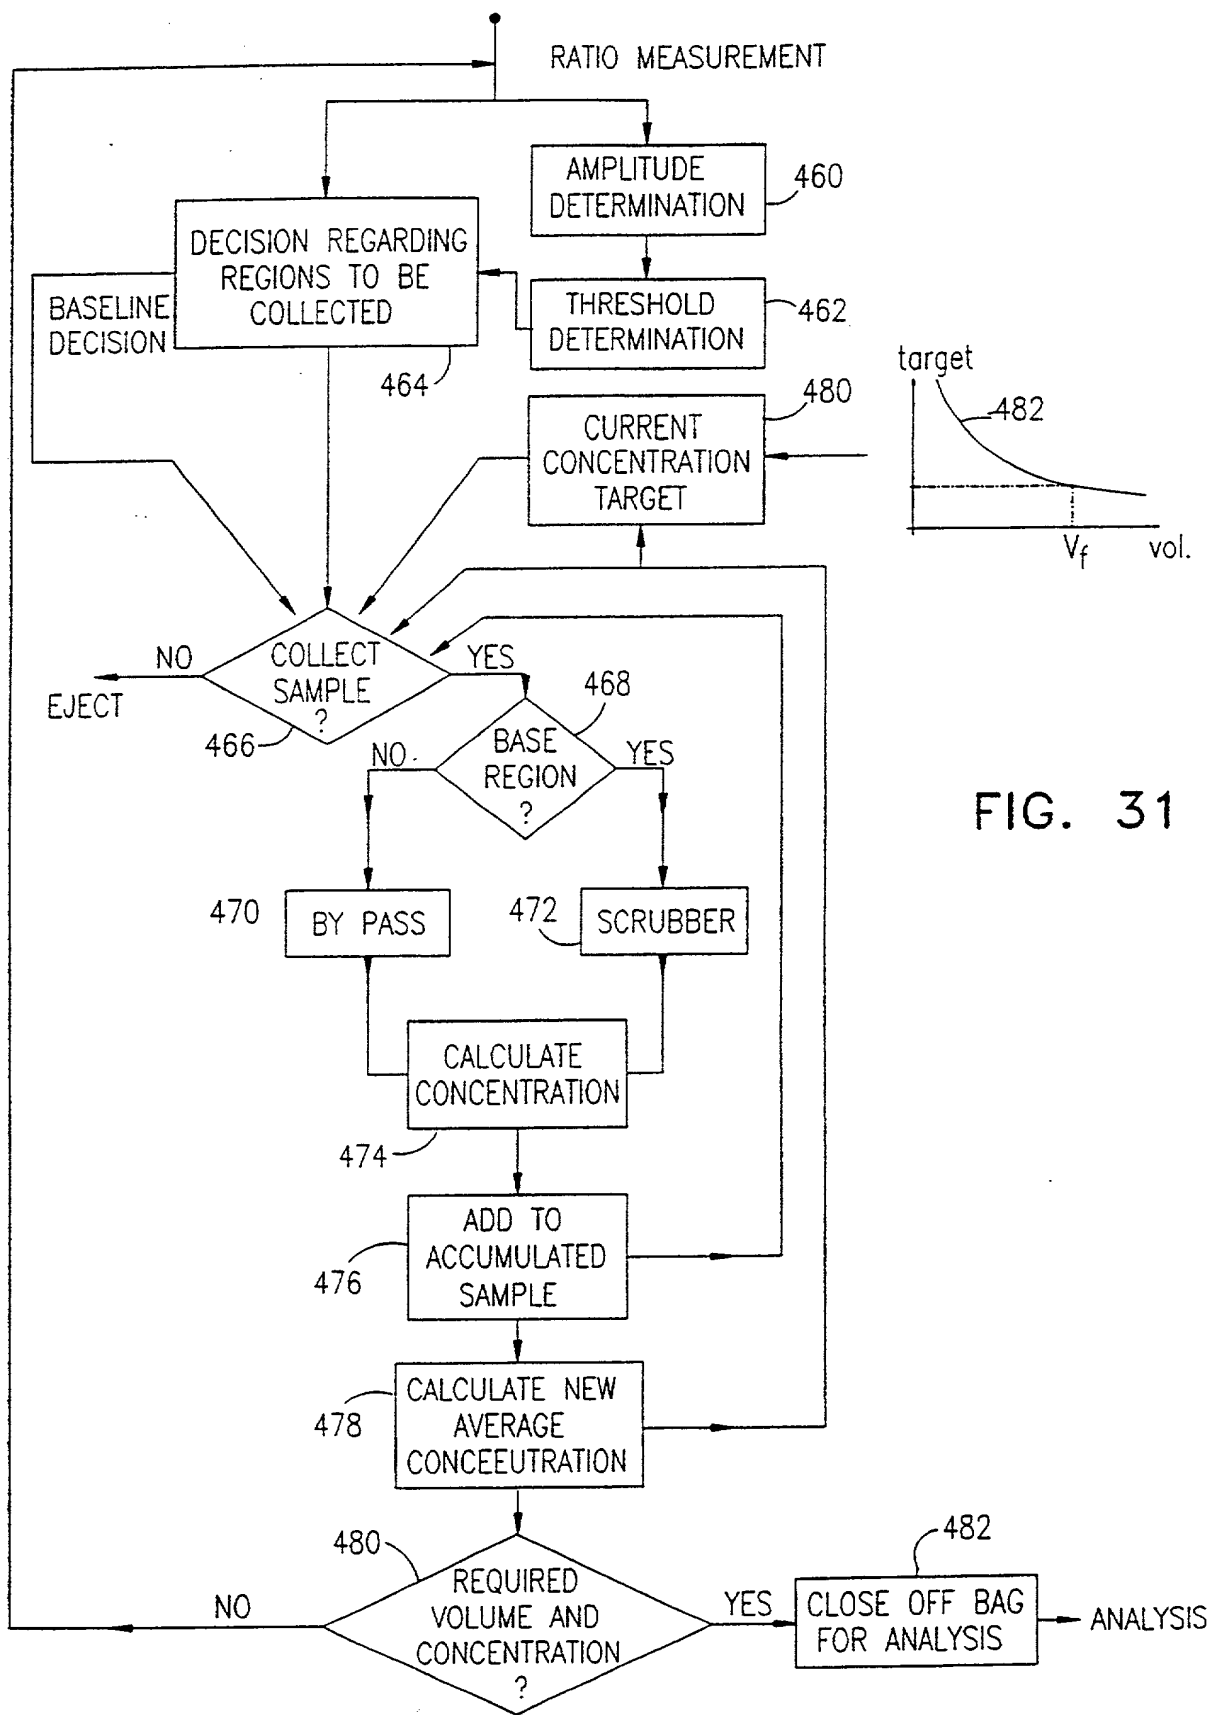 RATIO MEASUREMENT
AMPLITUDE
DETERMINATION
460
DECISION REGARDING
REGIONS TO BE
COLLECTED
464
THRESHOLD
DETERMINATION
462
BASELINE
DECISION
CURRENT
CONCENTRATION
TARGET
480
target
482
Vf
vol.
COLLECT
SAMPLE
?
466
NO
EJECT
YES
468
BASE
REGION
?
NO
YES
FIG. 31
470
BY PASS
472
SCRUBBER
CALCULATE
CONCENTRATION
474
ADD TO
ACCUMULATED
SAMPLE
476
CALCULATE NEW
AVERAGE
CONCEEUTRATION
478
480
REQUIRED
VOLUME AND
CONCENTRATION
?
NO
YES
482
CLOSE OFF BAG
FOR ANALYSIS
ANALYSIS